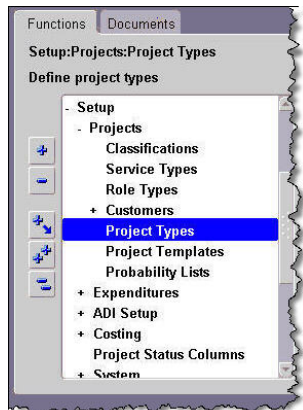 Functions Documents
Setup:Projects:Project Types
Define project types
- Setup
- Projects
Classifications
Service Types
Role Types
+ Customers
Project Types
Project Templates
Probability Lists
+ Expenditures
+ ADI Setup
+ Costing
Project Status Columns
+ System